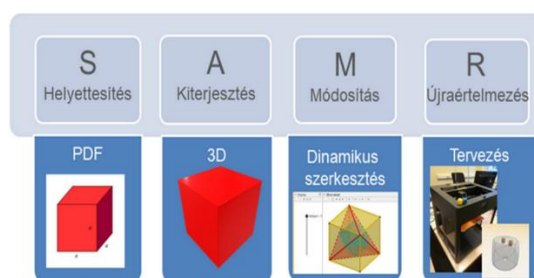 S
Helyettesítés
A
Kiterjesztés
M
Módosítás
R
Újraértelmezés
PDF
3D
Dinamikus
szerkesztés
Tervezés